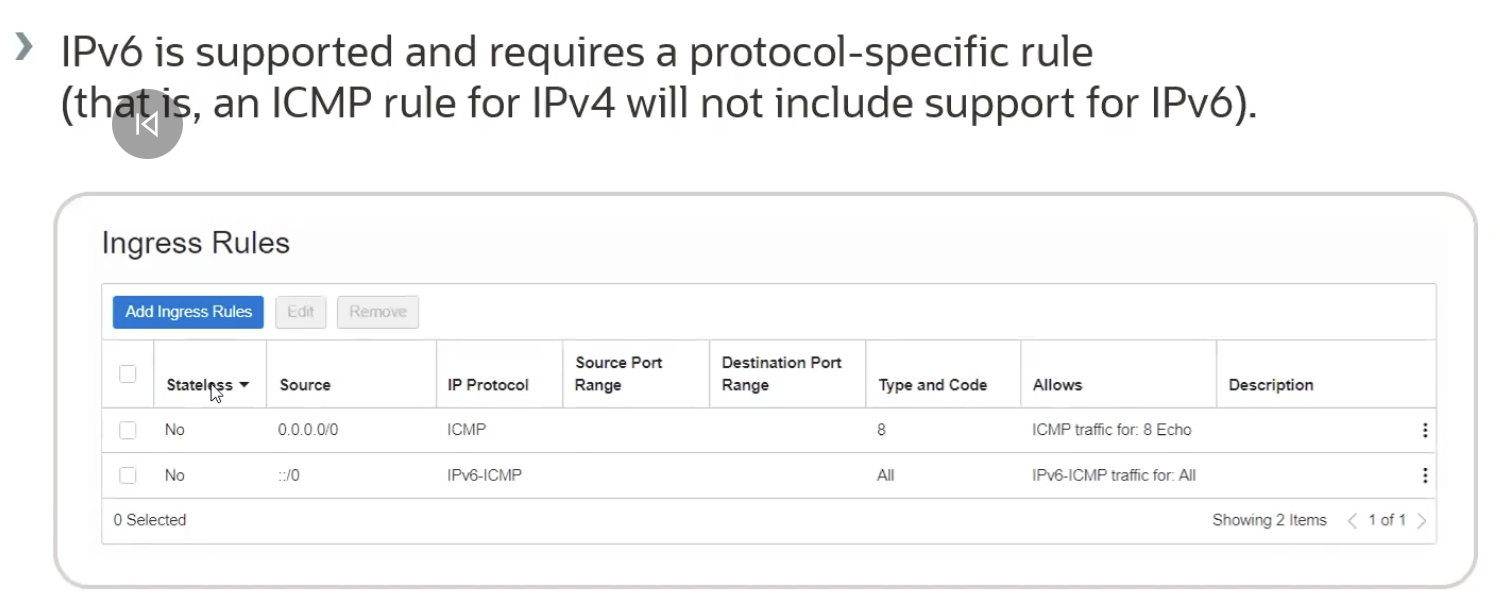 IPv6 is supported and requires a protocol-specific rule
(that is, an ICMP rule for IPv4 will not include support for IPv6).
Ingress Rules
Add Ingress Rules Edit Remove
Stateless Source IP Protocol Source Port Range Destination Port Range Type and Code Allows Description
No 0.0.0.0/0 ICMP 8 ICMP traffic for: 8 Echo
No ::/0 IPv6-ICMP All IPv6-ICMP traffic for: All
0 Selected Showing 2 Items < 1 of 1 >